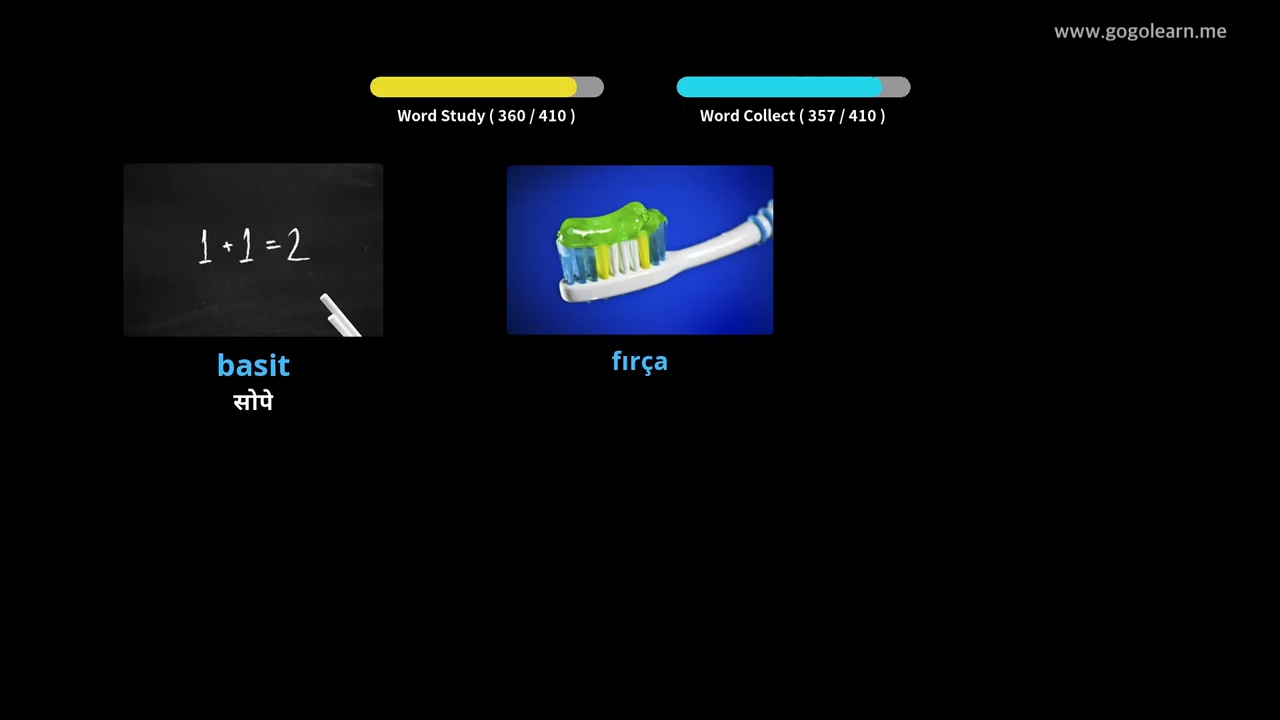 www.gogolearn.me
Word Study ( 360 / 410 )
Word Collect ( 357 / 410 )
1 + 1 = 2
basit
सोपे
fırça